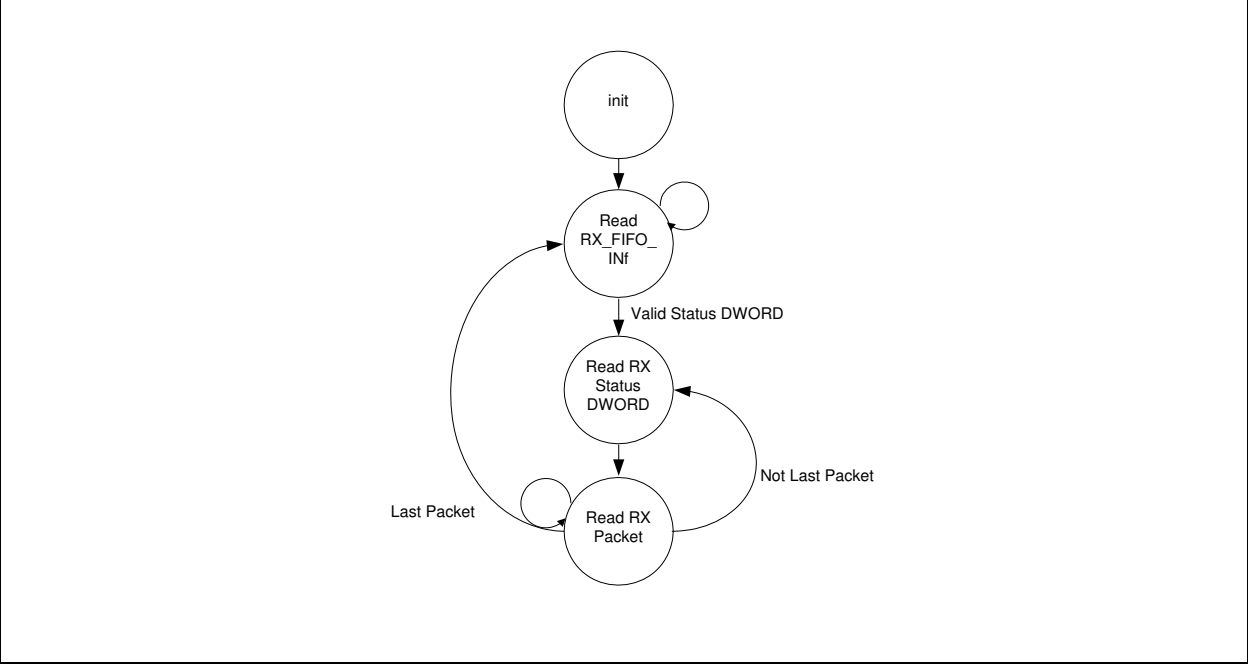 init
Read
RX_FIFO_
INf
Valid Status DWORD
Read RX
Status
DWORD
Not Last Packet
Last Packet
Read RX
Packet